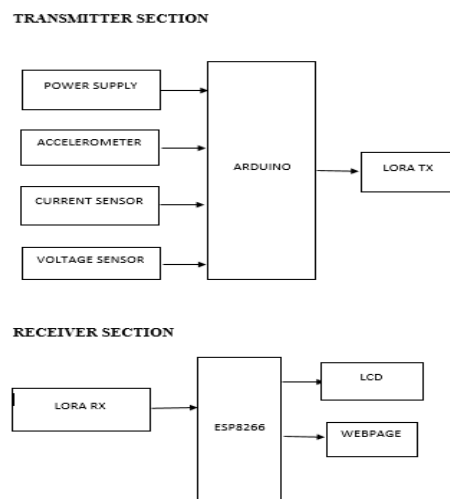 TRANSMITTER SECTION
POWER SUPPLY
ACCELEROMETER
CURRENT SENSOR
VOLTAGE SENSOR
ARDUINO
LORA TX
RECEIVER SECTION
LORA RX
ESP8266
LCD
WEBPAGE